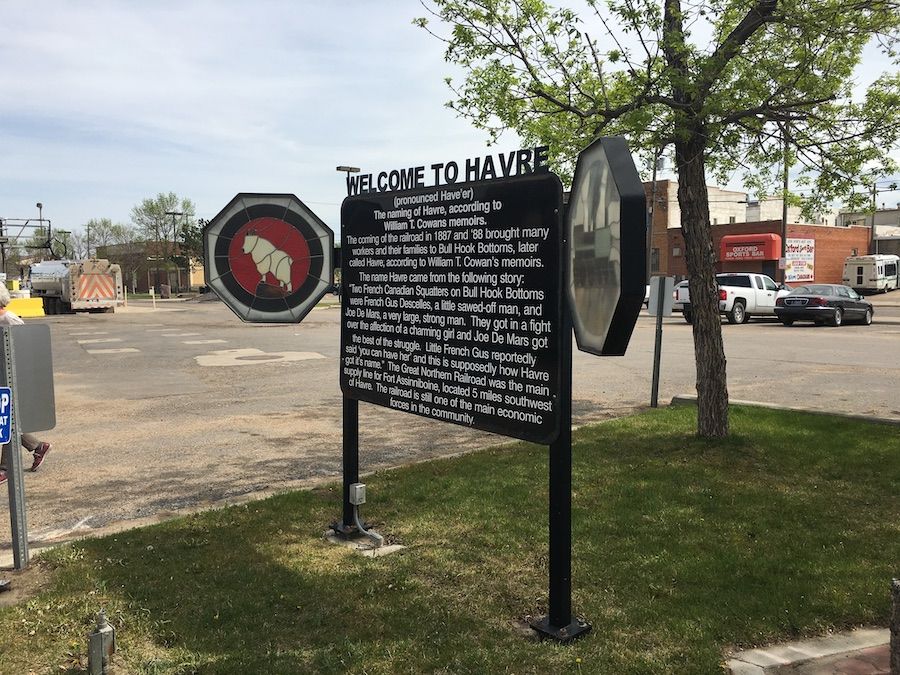 WELCOME TO HAVRE
(pronounced Have'er)
The naming of Havre, according to
William T. Cowan's memoirs.
The coming of the railroad in 1887 and '88 brought many
workers and their families to Bull Hook Bottoms, later
called Havre, according to William T. Cowan's memoirs.
The name Havre came from the following story:
"Two French Canadian Squatters on Bull Hook Bottoms
were French Gus Descelles, a little sawed-off man, and
Joe De Mars, a very large, strong man. They got in a fight
over the affection of a charming girl and Joe De Mars got
the best of the struggle. Little French Gus reportedly
said 'you can have her' and this is supposedly how Havre
got it's name." The Great Northern Railroad was the main
supply line for Fort Assinniboine, located 5 miles southwest
of Havre. The railroad is still one of the main economic
forces in the community.
OXFORD
SPORTS BAR
Oxford Bar
SPORTS